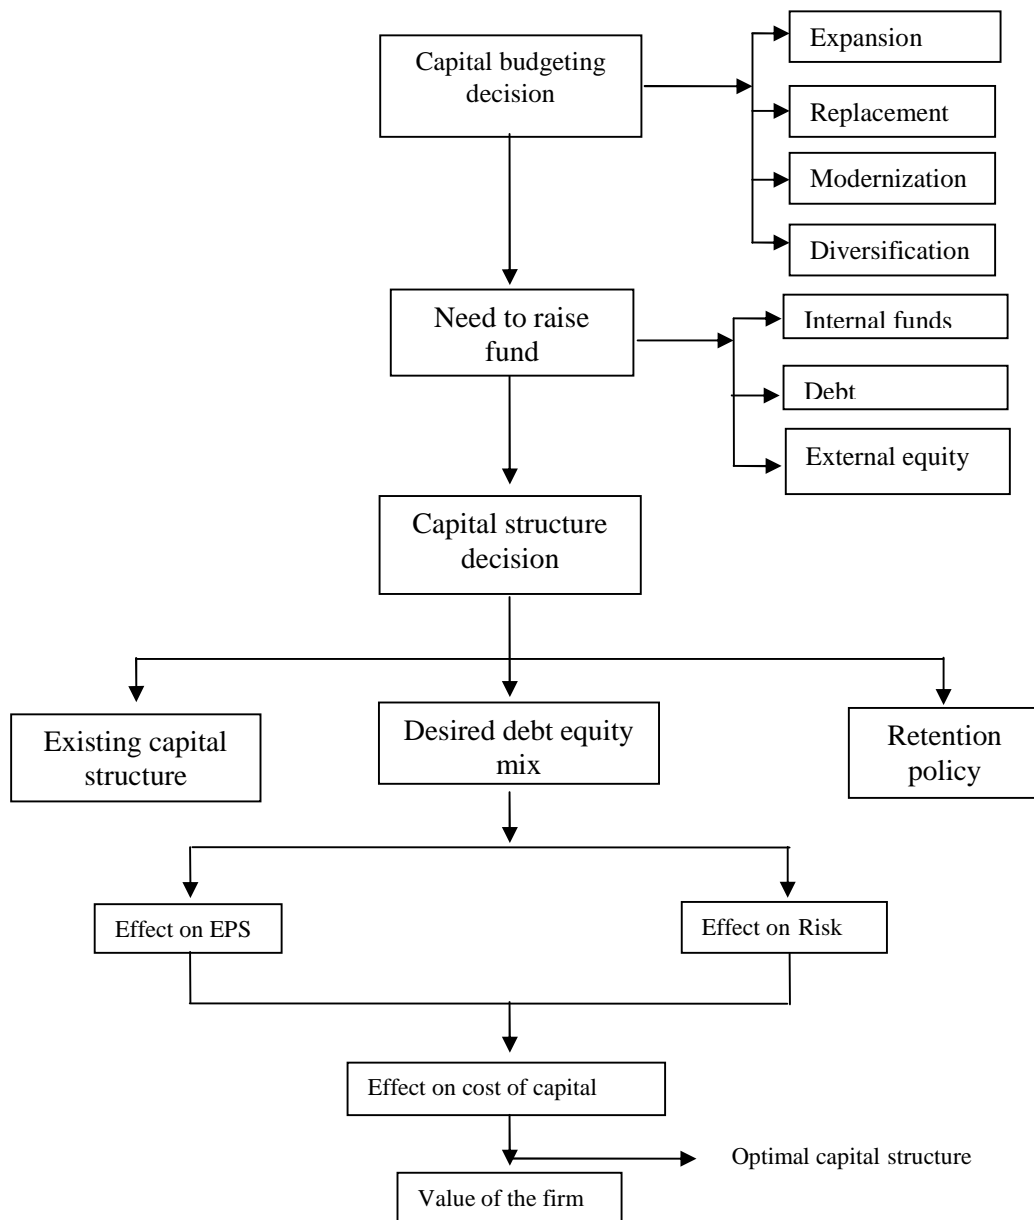 Capital budgeting
decision
Expansion
Replacement
Modernization
Diversification
Need to raise
fund
Internal funds
Debt
External equity
Capital structure
decision
Existing capital
structure
Desired debt equity
mix
Retention
policy
Effect on EPS
Effect on Risk
Effect on cost of capital
Optimal capital structure
Value of the firm